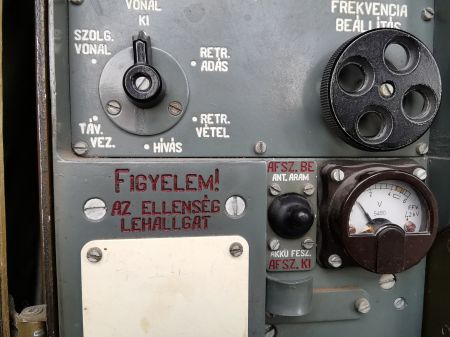 VONAL
KI
SZOLG.
VONAL
RETR.
ADÁS
RETR.
VÉTEL
HÍVÁS
TÁV.
VEZ.
FREKVENCIA
BEÁLLÍTÁS
FIGYELEM!
AZ ELLENSÉG
LEHALLGAT
AFSZ. BE
ANT. ÁRAM
AKKU FESZ.
AFSZ. KI
V